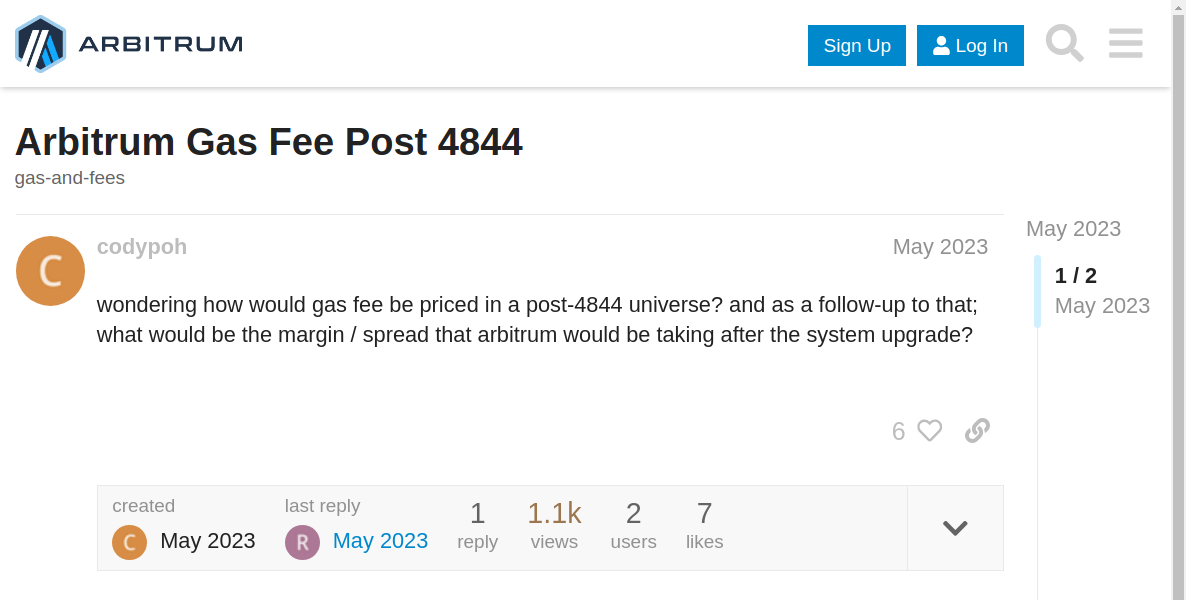 ARBITRUM
Sign Up
Log In
Arbitrum Gas Fee Post 4844
gas-and-fees
C
codypoh
May 2023
wondering how would gas fee be priced in a post-4844 universe? and as a follow-up to that;
what would be the margin / spread that arbitrum would be taking after the system upgrade?
6
created
C
May 2023
last reply
R
May 2023
1
reply
1.1k
views
2
users
7
likes
May 2023
1 / 2
May 2023